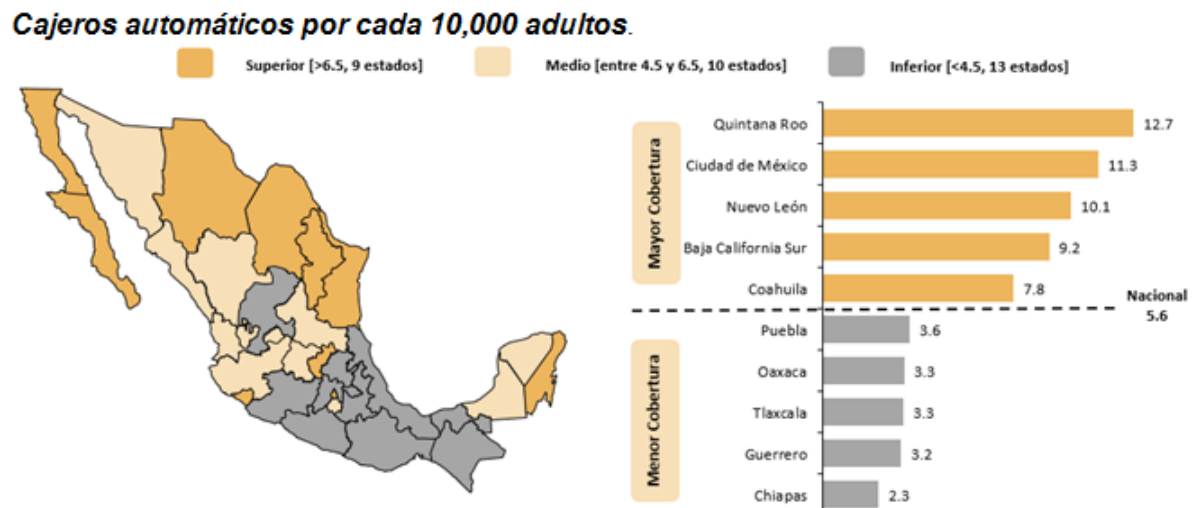 Cajeros automáticos por cada 10,000 adultos.
Superior [>6.5, 9 estados]
Medio [entre 4.5 y 6.5, 10 estados]
Inferior [<4.5, 13 estados]
Mayor Cobertura
Quintana Roo 12.7
Ciudad de México 11.3
Nuevo León 10.1
Baja California Sur 9.2
Coahuila 7.8
Nacional
5.6
Menor Cobertura
Puebla 3.6
Oaxaca 3.3
Tlaxcala 3.3
Guerrero 3.2
Chiapas 2.3